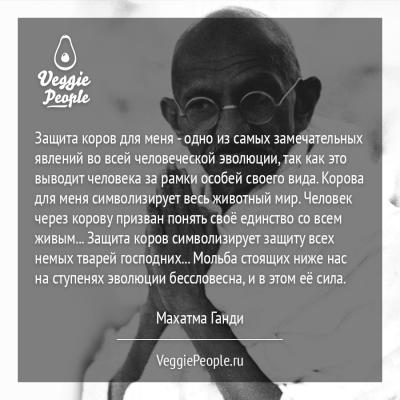 Veggie
People
Защита коров для меня - одно из самых замечательных
явлений во всей человеческой эволюции, так как это
выводит человека за рамки особей своего вида. Корова
для меня символизирует весь животный мир. Человек
через корову призван понять своё единство со всем
живым... Защита коров символизирует защиту всех
немых тварей господних... Мольба стоящих ниже нас
на ступенях эволюции бессловесна, и в этом её сила.
Махатма Ганди
VeggiePeople.ru